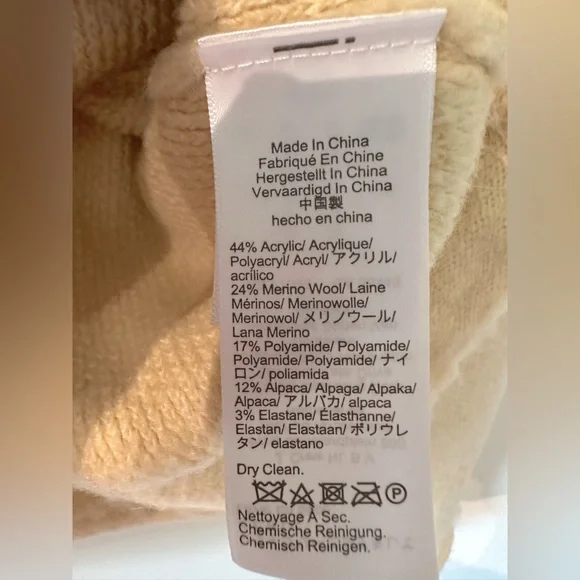 Made In China
Fabriqué En Chine
Hergestellt In China
Vervaardigd In China
中国製
hecho en china
44% Acrylic/ Acrylique/
Polyacryl/ Acryl/ アクリル/
acrílico
24% Merino Wool/ Laine
Mérinos/ Merinowolle/
Merinowol/ メリノウール/
Lana Merino
17% Polyamide/ Polyamide/
Polyamide/ Polyamide/ ナイ
ロン/ poliamida
12% Alpaca/ Alpaga/ Alpaka/
Alpaca/ アルパカ/ alpaca
3% Elastane/ Élasthanne/
Elastan/ Elastaan/ ポリウレ
タン/ elastano
Dry Clean.
P
Nettoyage À Sec.
Chemische Reinigung.
Chemisch Reinigen.